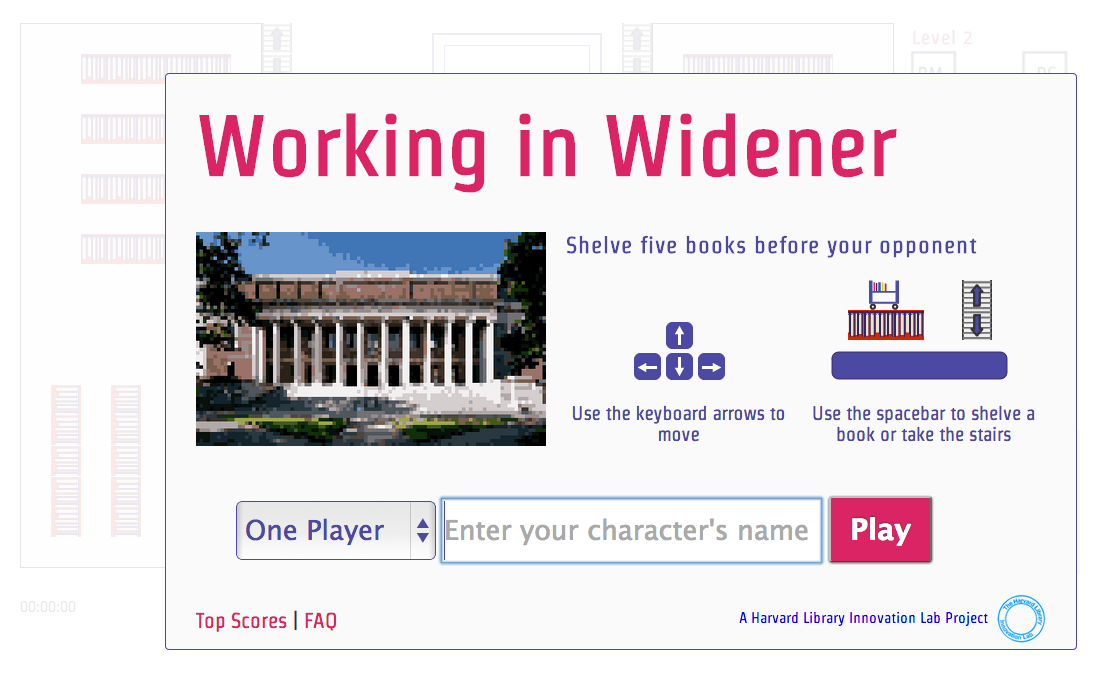 Level 2
Working in Widener
Shelve five books before your opponent
Use the keyboard arrows to
move
Use the spacebar to shelve a
book or take the stairs
One Player
Enter your character's name
Play
00:00:00
Top Scores | FAQ
A Harvard Library Innovation Lab Project
The Harvard Library
Innovation Lab